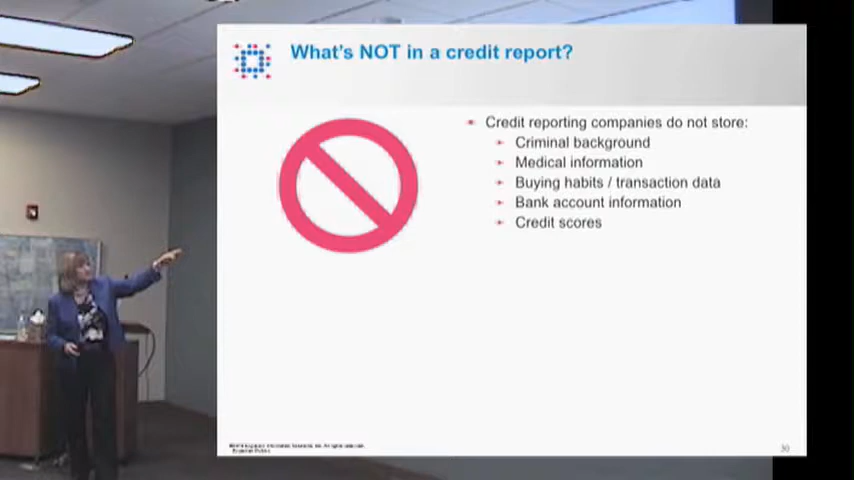 What's NOT in a credit report?
Credit reporting companies do not store:
Criminal background
Medical information
Buying habits / transaction data
Bank account information
Credit scores
30